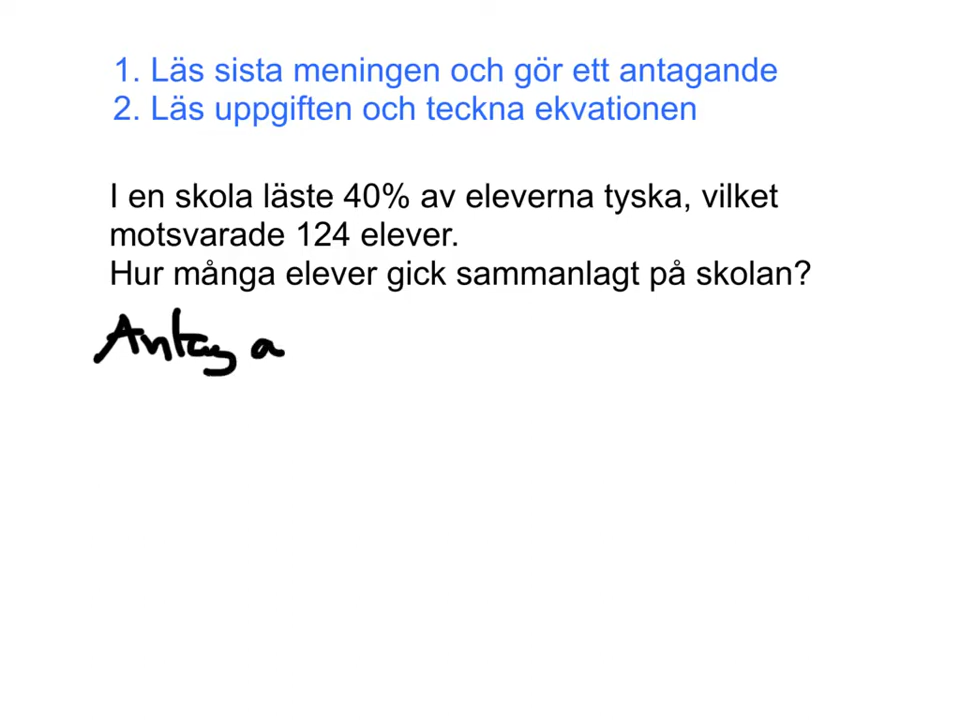 1. Läs sista meningen och gör ett antagande
2. Läs uppgiften och teckna ekvationen
I en skola läste 40% av eleverna tyska, vilket
motsvarade 124 elever.
Hur många elever gick sammanlagt på skolan?
Antag a